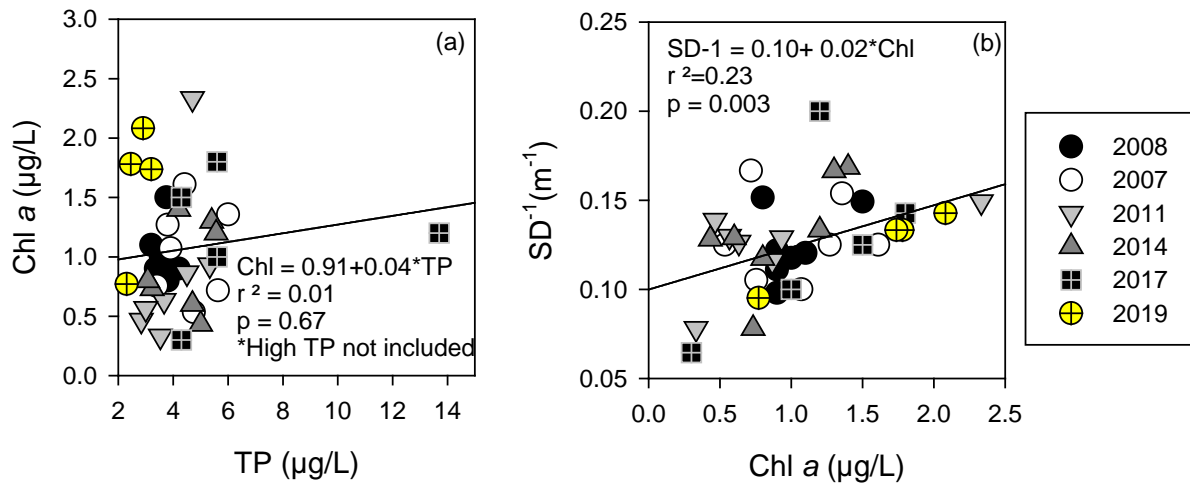 (a)
3.0
2.5
2.0
1.5
1.0
0.5
0.0
Chl a (µg/L)
Chl = 0.91+0.04*TP
r ² = 0.01
p = 0.67
*High TP not included
2 4 6 8 10 12 14
TP (µg/L)
(b)
SD-1 = 0.10+ 0.02*Chl
r ²=0.23
p = 0.003
0.25
0.20
0.15
0.10
0.05
SD⁻¹(m⁻¹)
0.0 0.5 1.0 1.5 2.0 2.5
Chl a (µg/L)
2008
2007
2011
2014
2017
2019